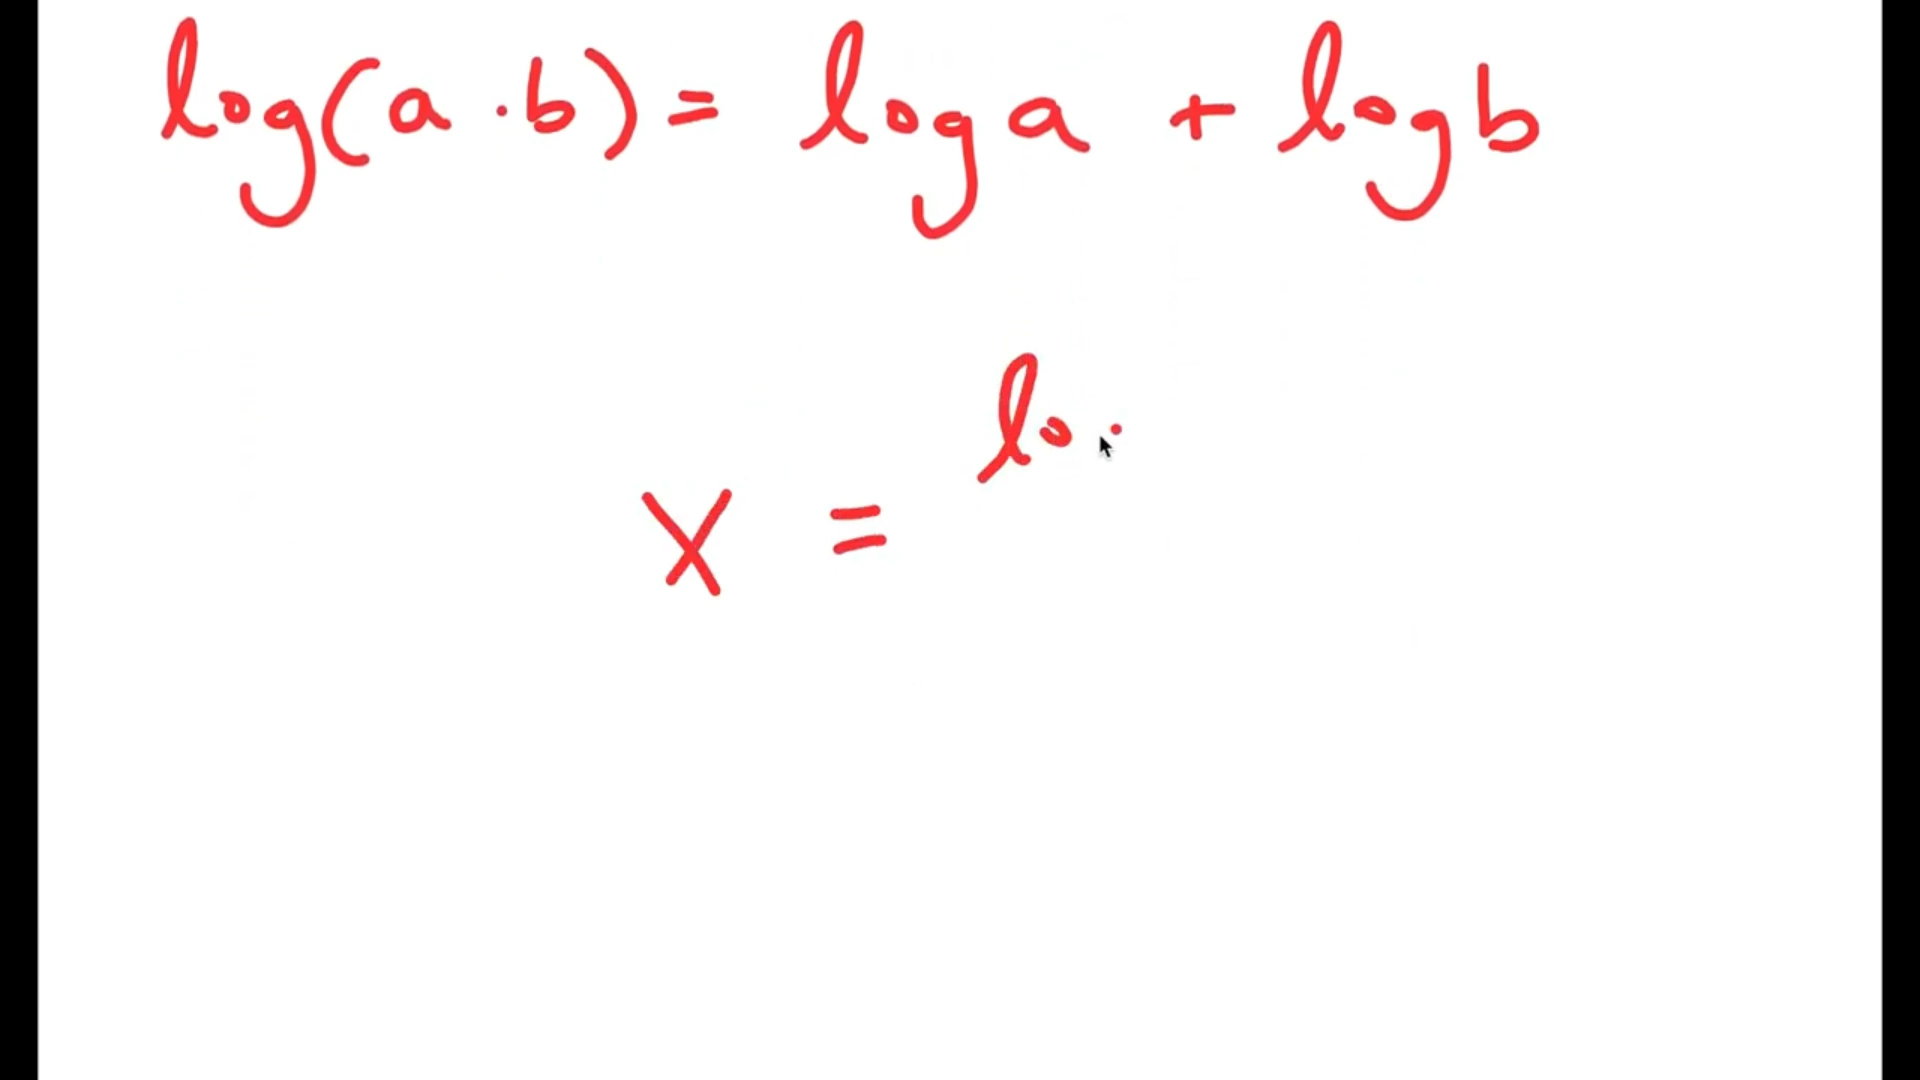 log(a · b) = log a + log b
lo
x =